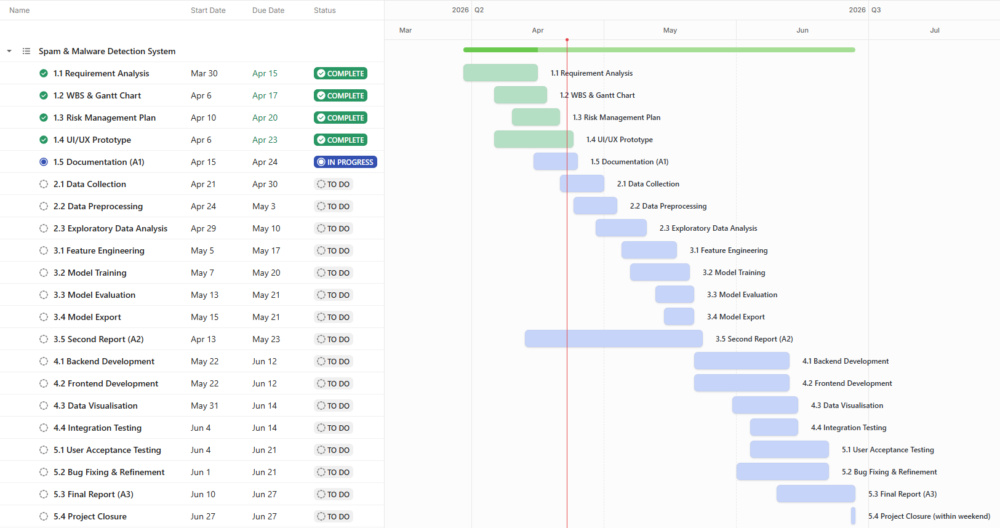 Name Start Date Due Date Status 2026 Q2 2026 Q3
Mar Apr May Jun Jul
Spam & Malware Detection System
1.1 Requirement Analysis Mar 30 Apr 15 COMPLETE 1.1 Requirement Analysis
1.2 WBS & Gantt Chart Apr 6 Apr 17 COMPLETE 1.2 WBS & Gantt Chart
1.3 Risk Management Plan Apr 10 Apr 20 COMPLETE 1.3 Risk Management Plan
1.4 UI/UX Prototype Apr 6 Apr 23 COMPLETE 1.4 UI/UX Prototype
1.5 Documentation (A1) Apr 15 Apr 24 IN PROGRESS 1.5 Documentation (A1)
2.1 Data Collection Apr 21 Apr 30 TO DO 2.1 Data Collection
2.2 Data Preprocessing Apr 24 May 3 TO DO 2.2 Data Preprocessing
2.3 Exploratory Data Analysis Apr 29 May 10 TO DO 2.3 Exploratory Data Analysis
3.1 Feature Engineering May 5 May 17 TO DO 3.1 Feature Engineering
3.2 Model Training May 7 May 20 TO DO 3.2 Model Training
3.3 Model Evaluation May 13 May 21 TO DO 3.3 Model Evaluation
3.4 Model Export May 15 May 21 TO DO 3.4 Model Export
3.5 Second Report (A2) Apr 13 May 23 TO DO 3.5 Second Report (A2)
4.1 Backend Development May 22 Jun 12 TO DO 4.1 Backend Development
4.2 Frontend Development May 22 Jun 12 TO DO 4.2 Frontend Development
4.3 Data Visualisation May 31 Jun 14 TO DO 4.3 Data Visualisation
4.4 Integration Testing Jun 4 Jun 14 TO DO 4.4 Integration Testing
5.1 User Acceptance Testing Jun 4 Jun 21 TO DO 5.1 User Acceptance Testing
5.2 Bug Fixing & Refinement Jun 1 Jun 21 TO DO 5.2 Bug Fixing & Refinement
5.3 Final Report (A3) Jun 10 Jun 27 TO DO 5.3 Final Report (A3)
5.4 Project Closure Jun 27 Jun 27 TO DO 5.4 Project Closure (within weekend)